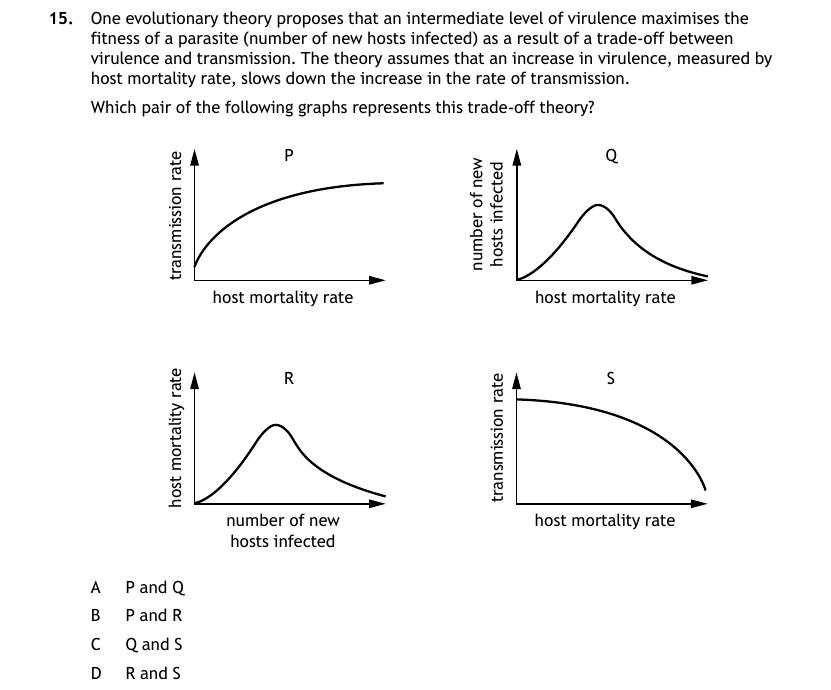 15. One evolutionary theory proposes that an intermediate level of virulence maximises the
fitness of a parasite (number of new hosts infected) as a result of a trade-off between
virulence and transmission. The theory assumes that an increase in virulence, measured by
host mortality rate, slows down the increase in the rate of transmission.
Which pair of the following graphs represents this trade-off theory?
P
transmission rate
host mortality rate
Q
number of new
hosts infected
host mortality rate
R
host mortality rate
number of new
hosts infected
S
transmission rate
host mortality rate
A P and Q
B P and R
C Q and S
D R and S